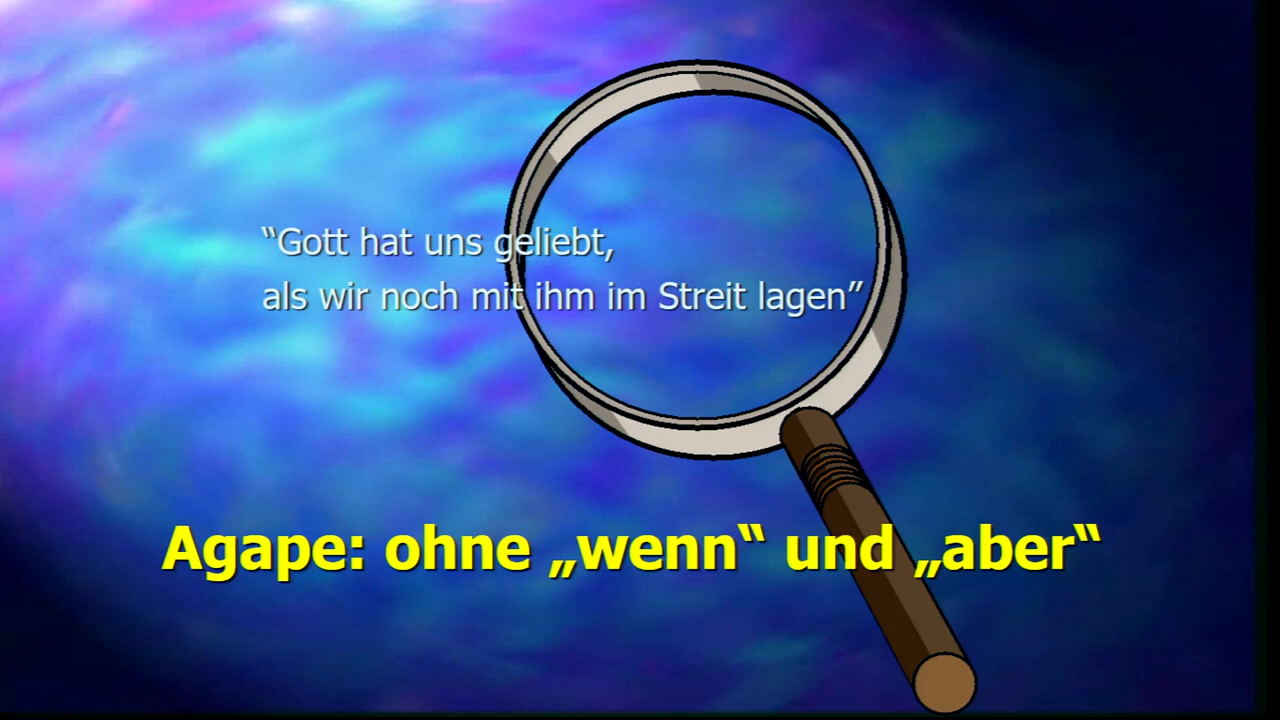 “Gott hat uns geliebt,
als wir noch mit ihm im Streit lagen”
Agape: ohne „wenn‟ und „aber‟